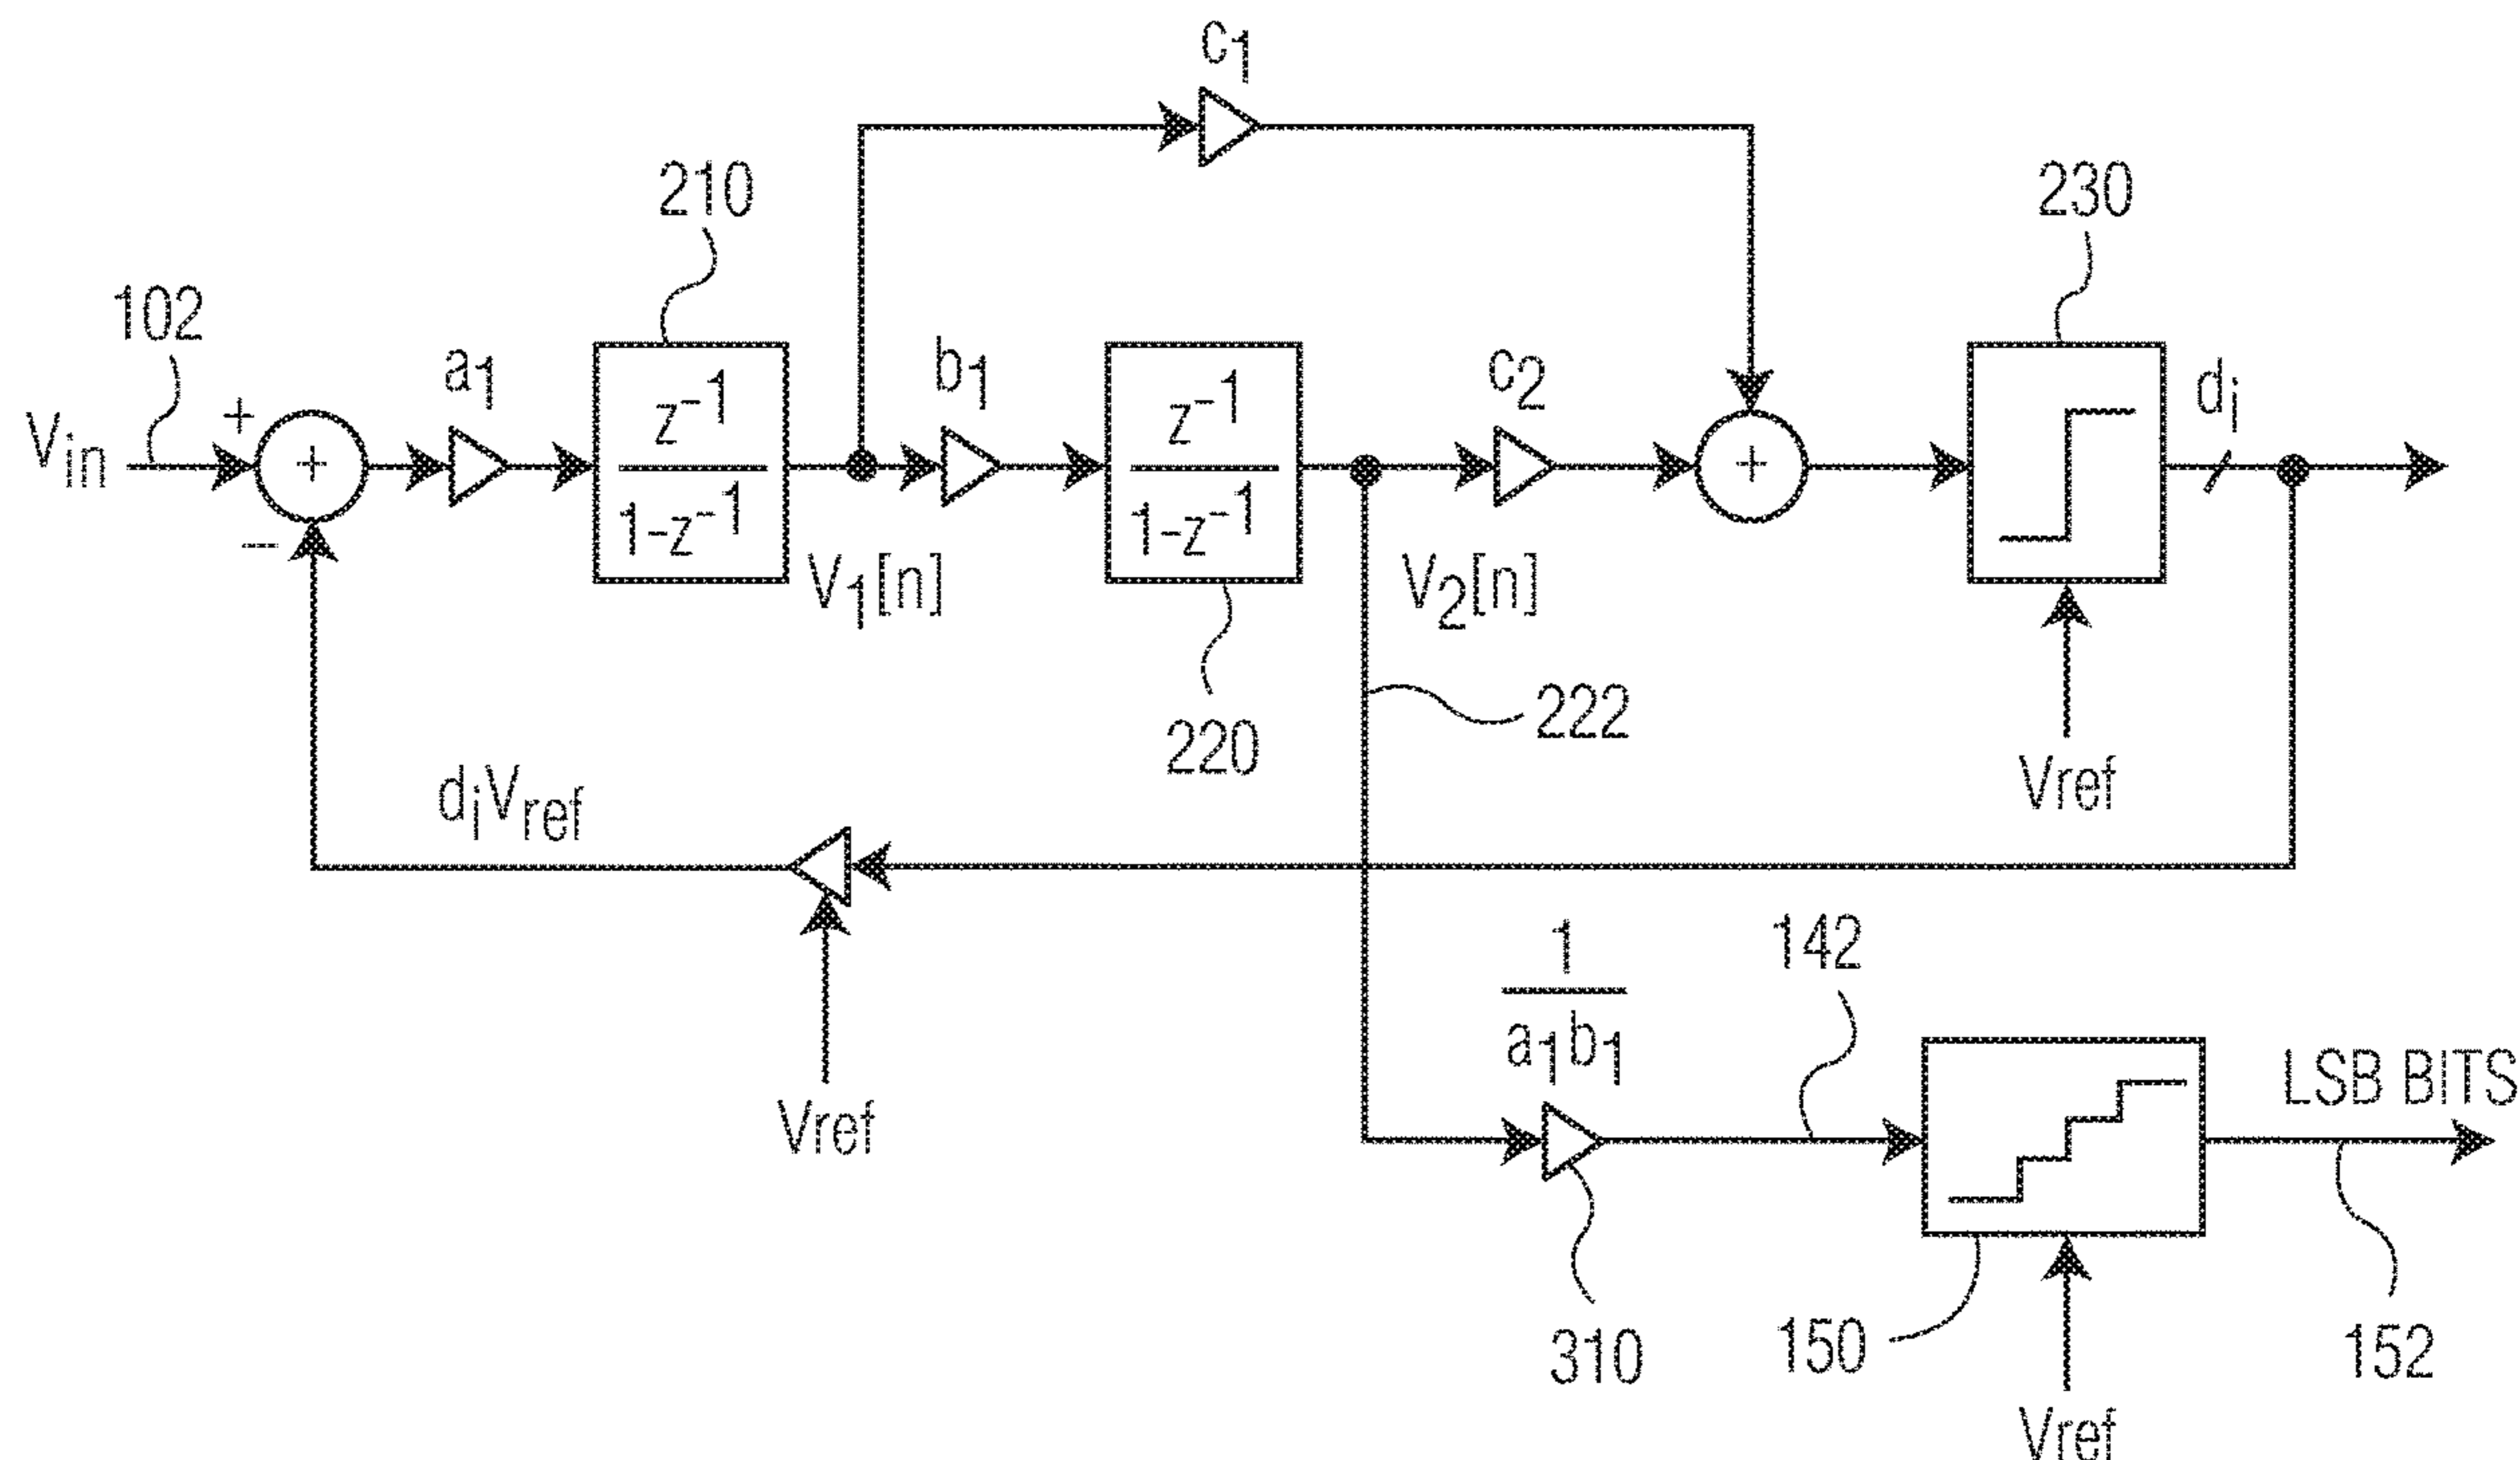 c1
210
230
102
a1
b1
c2
di
Vin
+
+
z^-1
1-z^-1
z^-1
1-z^-1
+
−
V1[n]
V2[n]
220
222
Vref
diVref
Vref
1
a1b1
142
LSB BITS
310
150
152
Vref